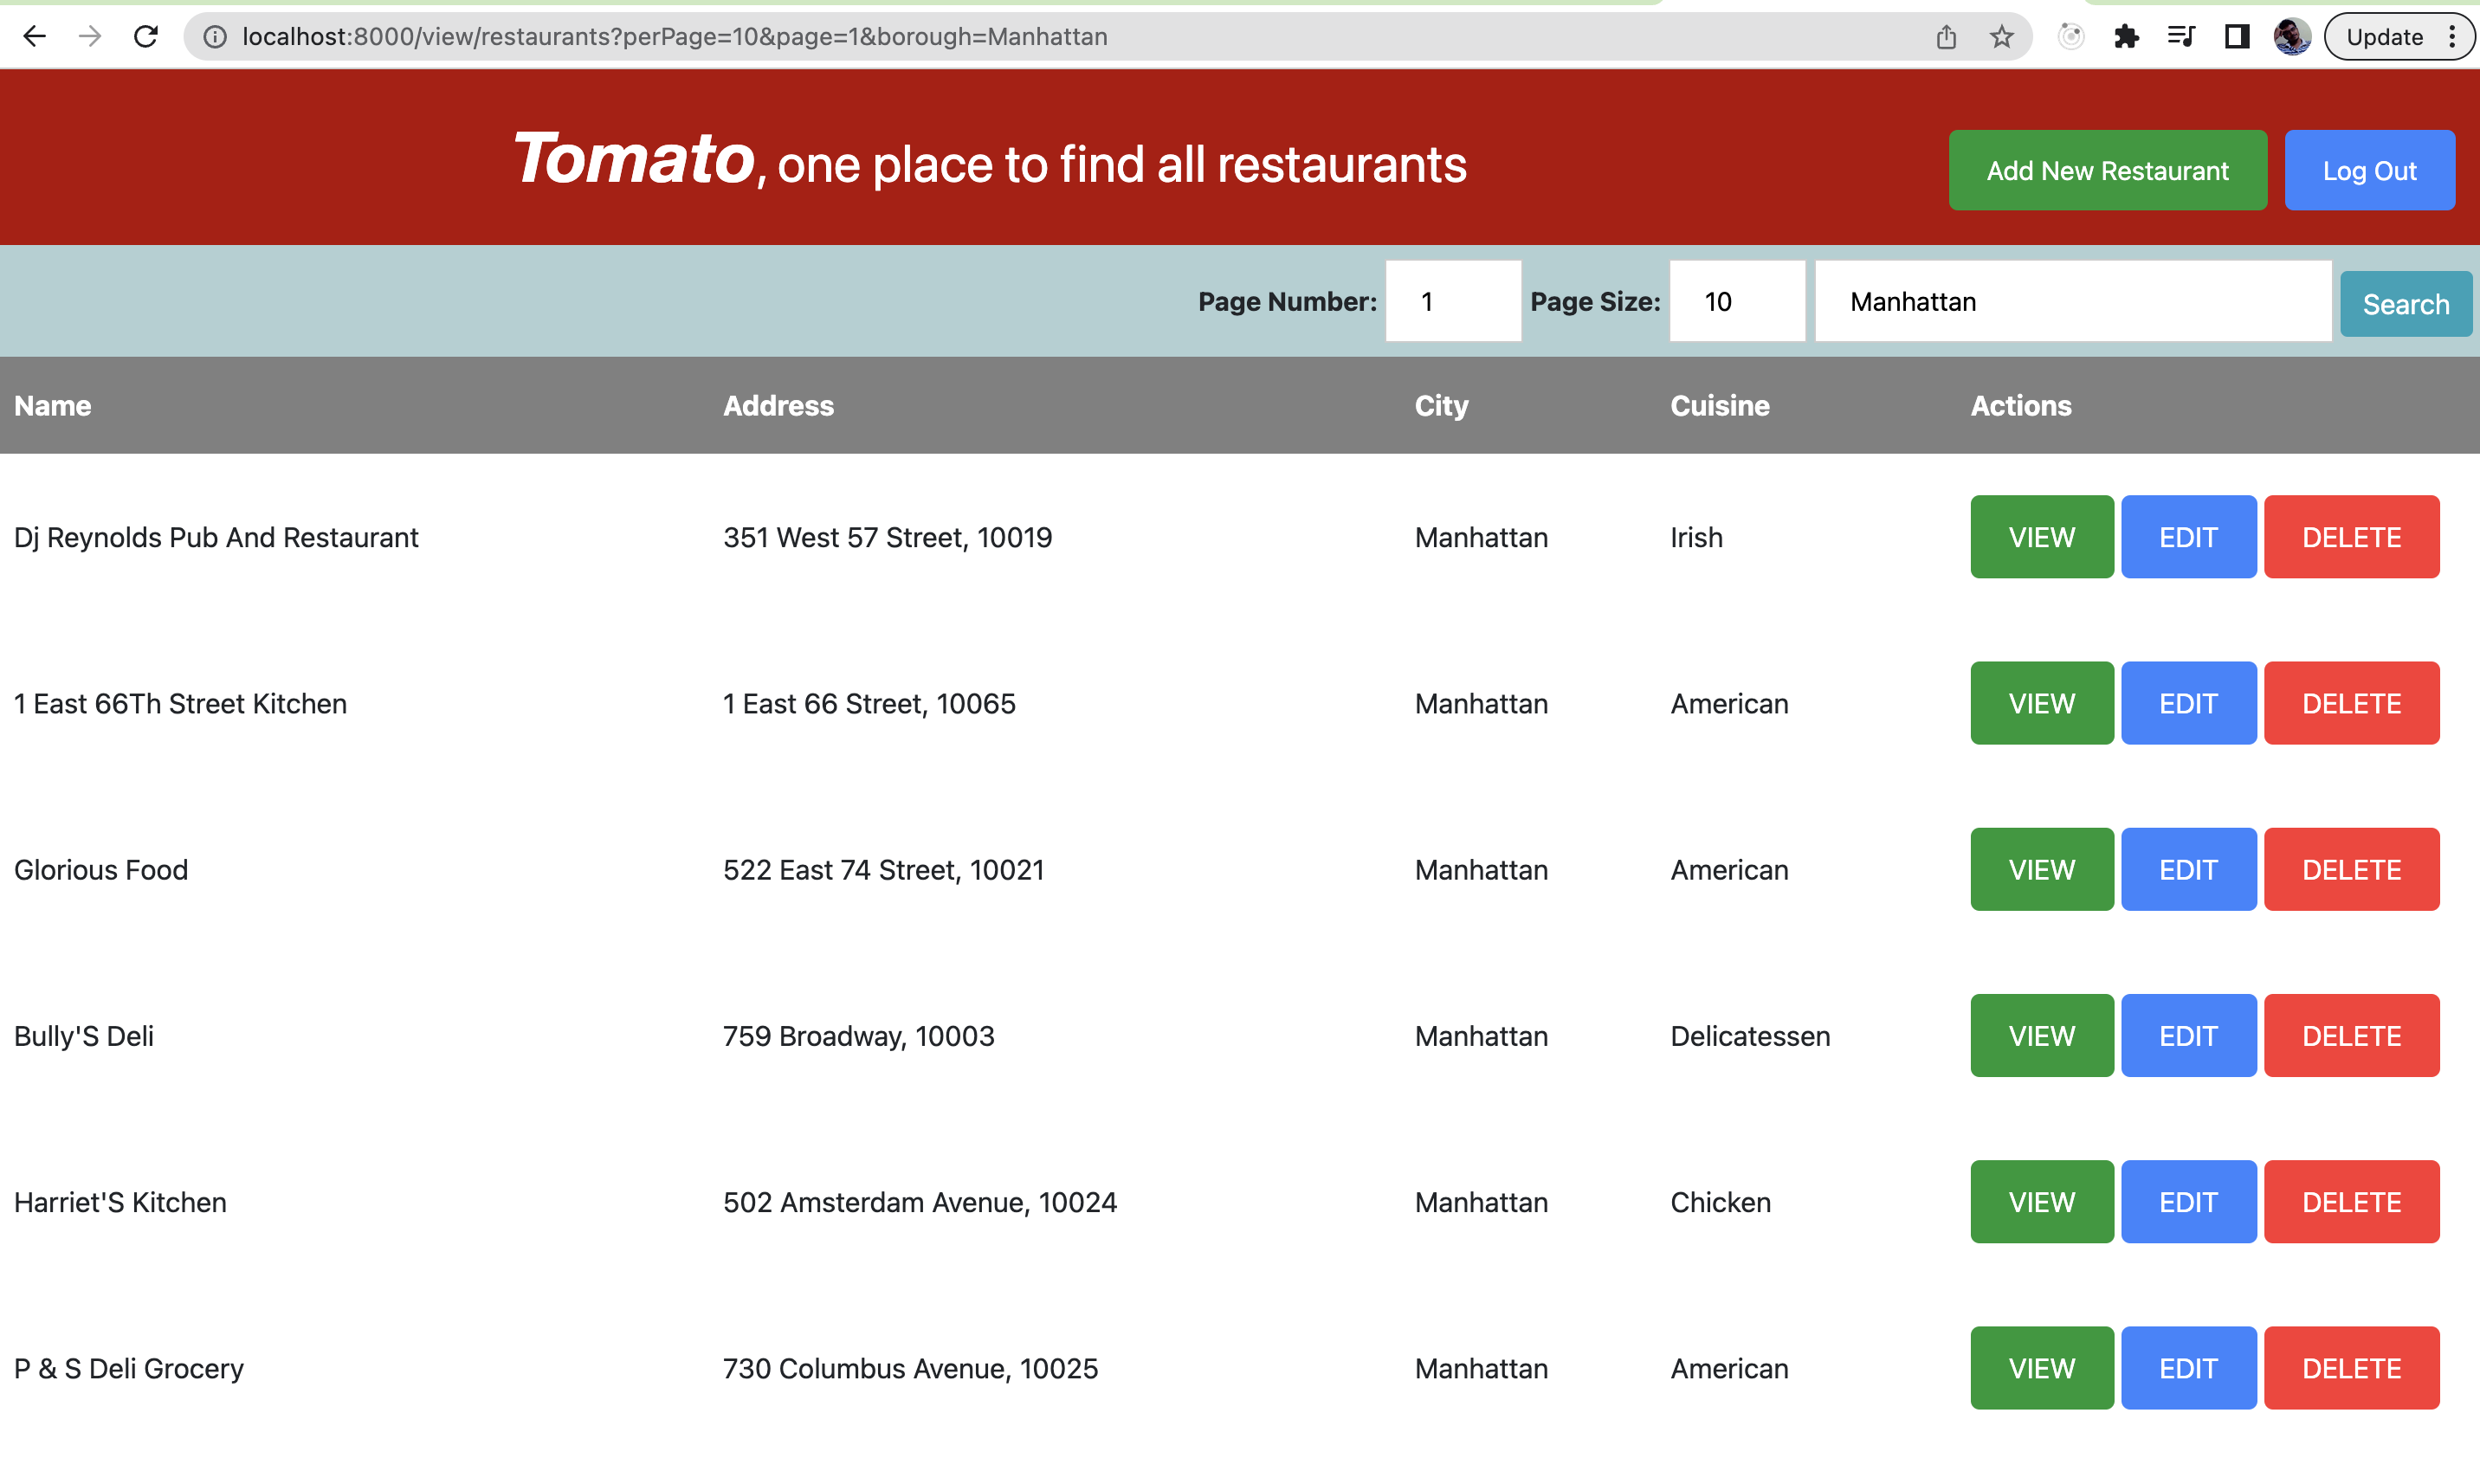 localhost:8000/view/restaurants?perPage=10&page=1&borough=Manhattan Update
Tomato, one place to find all restaurants Add New Restaurant Log Out
Page Number: 1 Page Size: 10 Manhattan Search
Name Address City Cuisine Actions
Dj Reynolds Pub And Restaurant 351 West 57 Street, 10019 Manhattan Irish VIEW EDIT DELETE
1 East 66Th Street Kitchen 1 East 66 Street, 10065 Manhattan American VIEW EDIT DELETE
Glorious Food 522 East 74 Street, 10021 Manhattan American VIEW EDIT DELETE
Bully'S Deli 759 Broadway, 10003 Manhattan Delicatessen VIEW EDIT DELETE
Harriet'S Kitchen 502 Amsterdam Avenue, 10024 Manhattan Chicken VIEW EDIT DELETE
P & S Deli Grocery 730 Columbus Avenue, 10025 Manhattan American VIEW EDIT DELETE